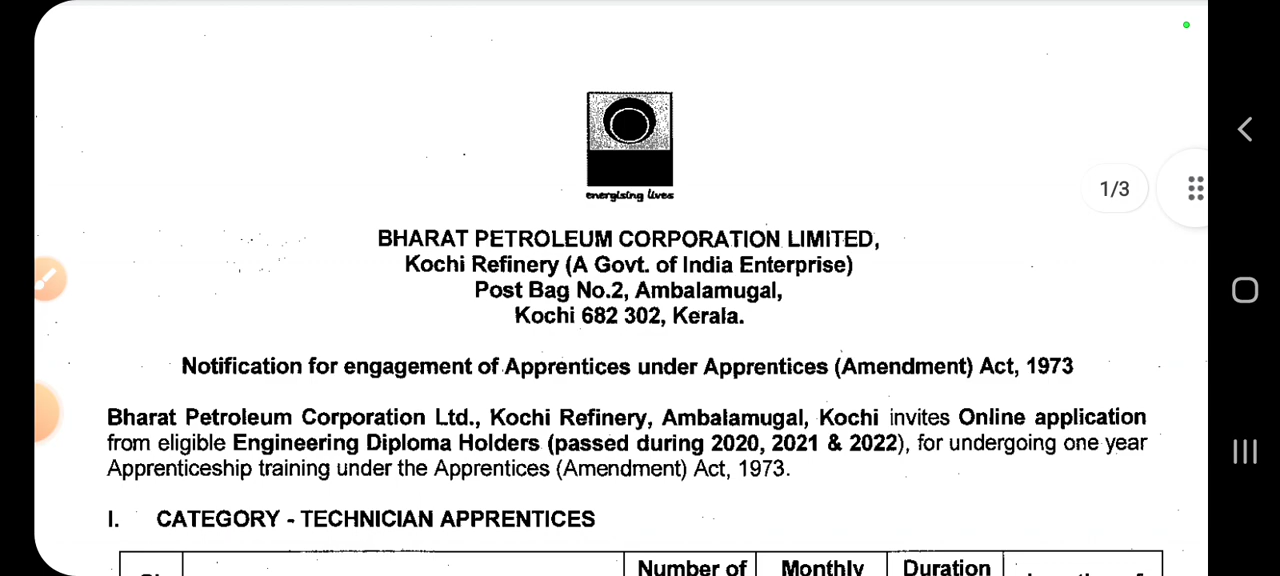 energising lives
1/3
BHARAT PETROLEUM CORPORATION LIMITED,
Kochi Refinery (A Govt. of India Enterprise)
Post Bag No.2, Ambalamugal,
Kochi 682 302, Kerala.
Notification for engagement of Apprentices under Apprentices (Amendment) Act, 1973
Bharat Petroleum Corporation Ltd., Kochi Refinery, Ambalamugal, Kochi invites Online application
from eligible Engineering Diploma Holders (passed during 2020, 2021 & 2022), for undergoing one year
Apprenticeship training under the Apprentices (Amendment) Act, 1973.
I. CATEGORY - TECHNICIAN APPRENTICES
Number of Monthly Duration